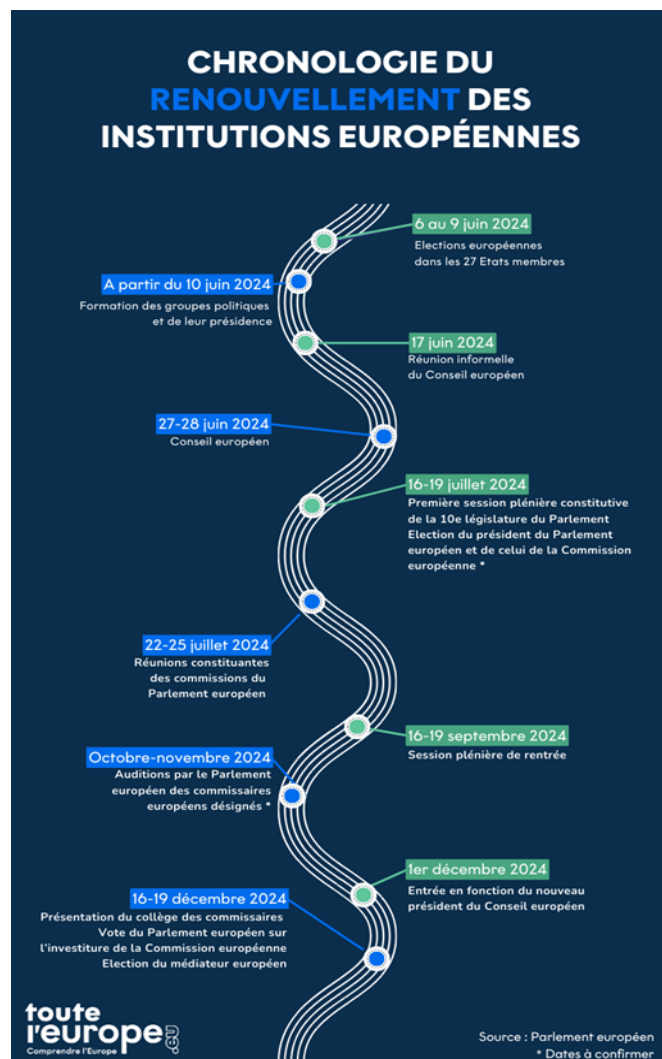 CHRONOLOGIE DU
RENOUVELLEMENT DES
INSTITUTIONS EUROPÉENNES
6 au 9 juin 2024
Elections européennes
dans les 27 Etats membres
A partir du 10 juin 2024
Formation des groupes politiques
et de leur présidence
17 juin 2024
Réunion informelle
du Conseil européen
27-28 juin 2024
Conseil européen
16-19 juillet 2024
Première session plénière constitutive
de la 10e législature du Parlement
Election du président du Parlement
européen et de celui de la Commission
européenne *
22-25 juillet 2024
Réunions constituantes
des commissions du
Parlement européen
16-19 septembre 2024
Session plénière de rentrée
Octobre-novembre 2024
Auditions par le Parlement
européen des commissaires
européens désignés *
1er décembre 2024
Entrée en fonction du nouveau
président du Conseil européen
16-19 décembre 2024
Présentation du collège des commissaires
Vote du Parlement européen sur
l'investiture de la Commission européenne
Election du médiateur européen
toute
l'europe.eu
Comprendre l'Europe
Source : Parlement européen
* Dates à confirmer